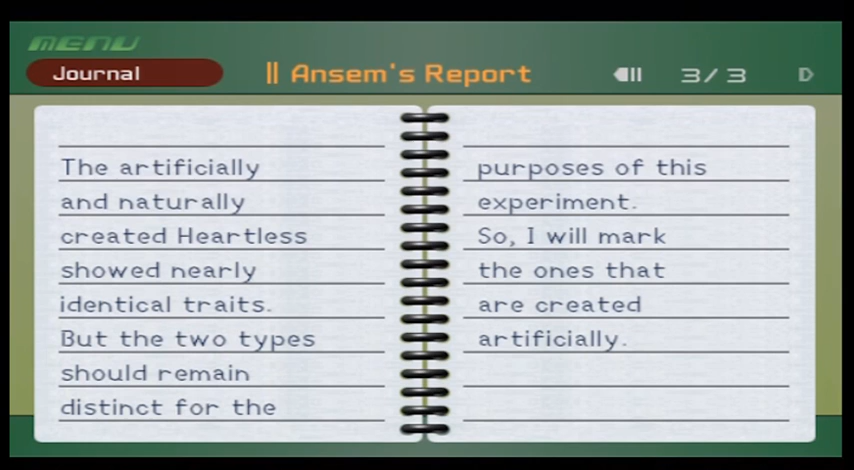 MENU
Journal
Ansem's Report
3/3
The artificially
and naturally
created Heartless
showed nearly
identical traits.
But the two types
should remain
distinct for the
purposes of this
experiment.
So, I will mark
the ones that
are created
artificially.